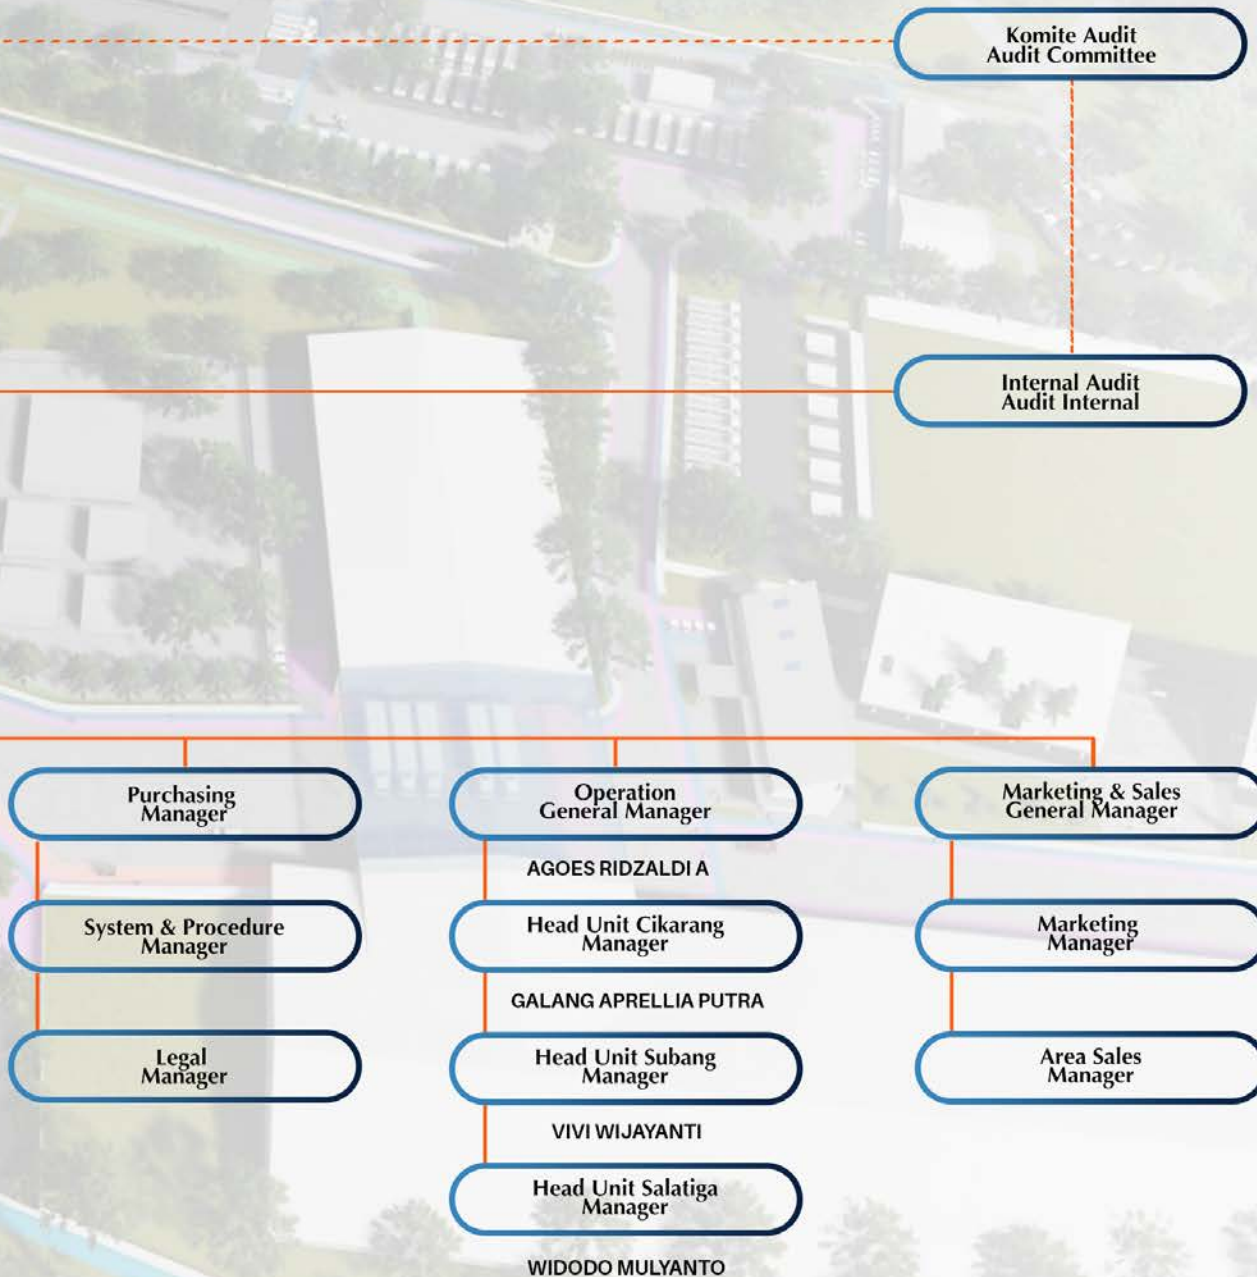 Komite Audit
Audit Committee
Internal Audit
Audit Internal
Purchasing
Manager
System & Procedure
Manager
Legal
Manager
Operation
General Manager
AGOES RIDZALDI A
Head Unit Cikarang
Manager
GALANG APRELLIA PUTRA
Head Unit Subang
Manager
VIVI WIJAYANTI
Head Unit Salatiga
Manager
WIDODO MULYANTO
Marketing & Sales
General Manager
Marketing
Manager
Area Sales
Manager